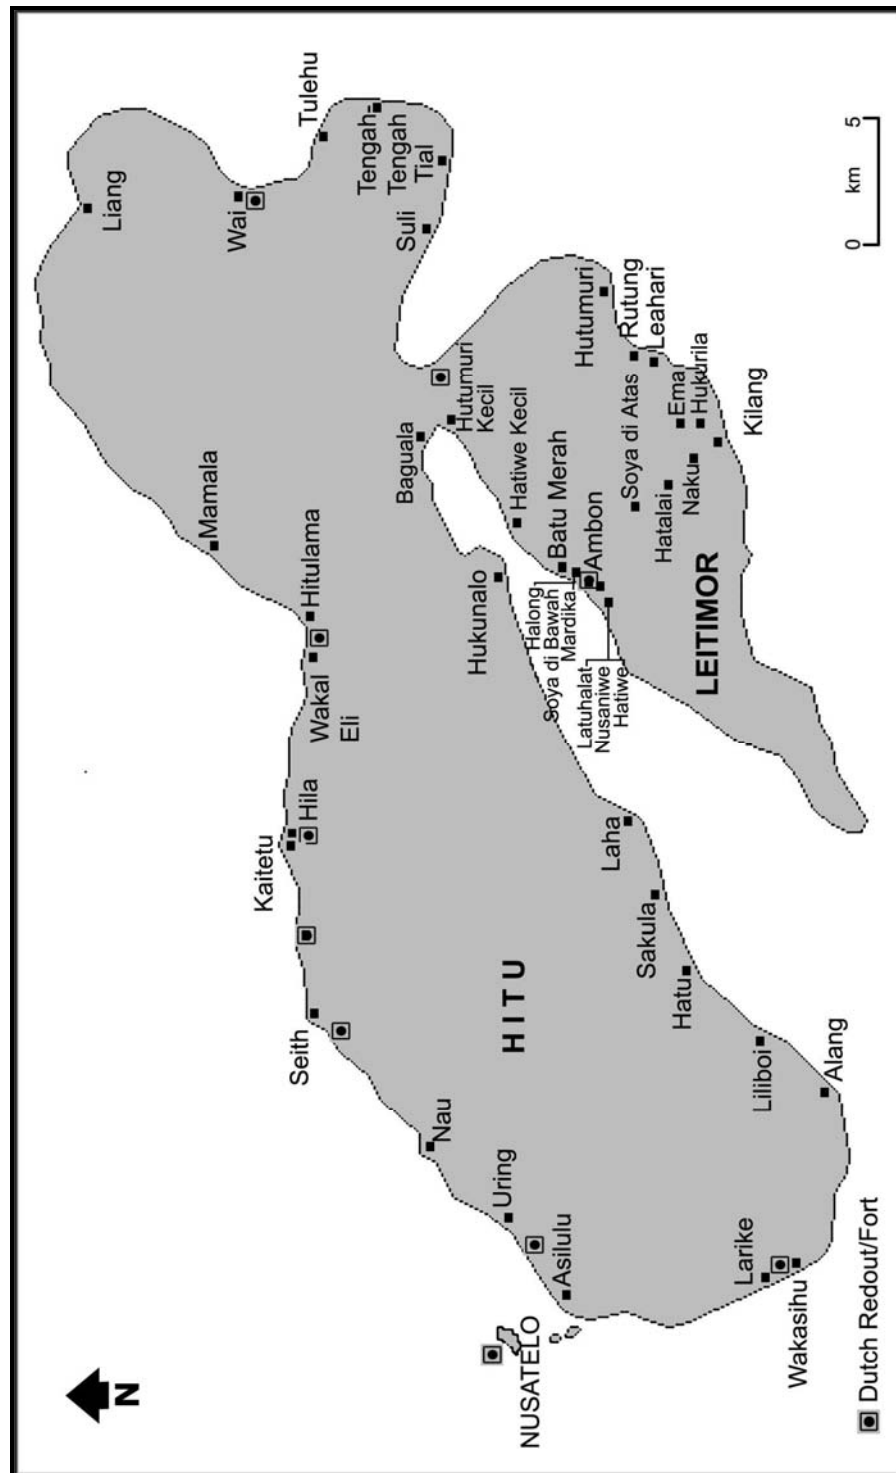 N
Liang
Wai
Tulehu
Tengah
Tengah
Tial
Suli
Mamala
Hitulama
Wakal
Eli
Hila
Kaitetu
Seith
Nau
Uring
Asilulu
NUSATELO
HITU
Baguala
Hutumuri
Kecil
Hatiwe Kecil
Batu Merah
Ambon
Halong
Soya di Bawah
Mardika
Latuhalat
Nusaniwe
Hatiwe
Hukunalo
Hutumuri
Rutung
Leahari
Soya di Atas
Ema
Hukurila
Hatalai
Naku
Kilang
LEITIMOR
Laha
Sakula
Hatu
Liliboi
Alang
Larike
Wakasihu
Dutch Redout/Fort
0 km 5